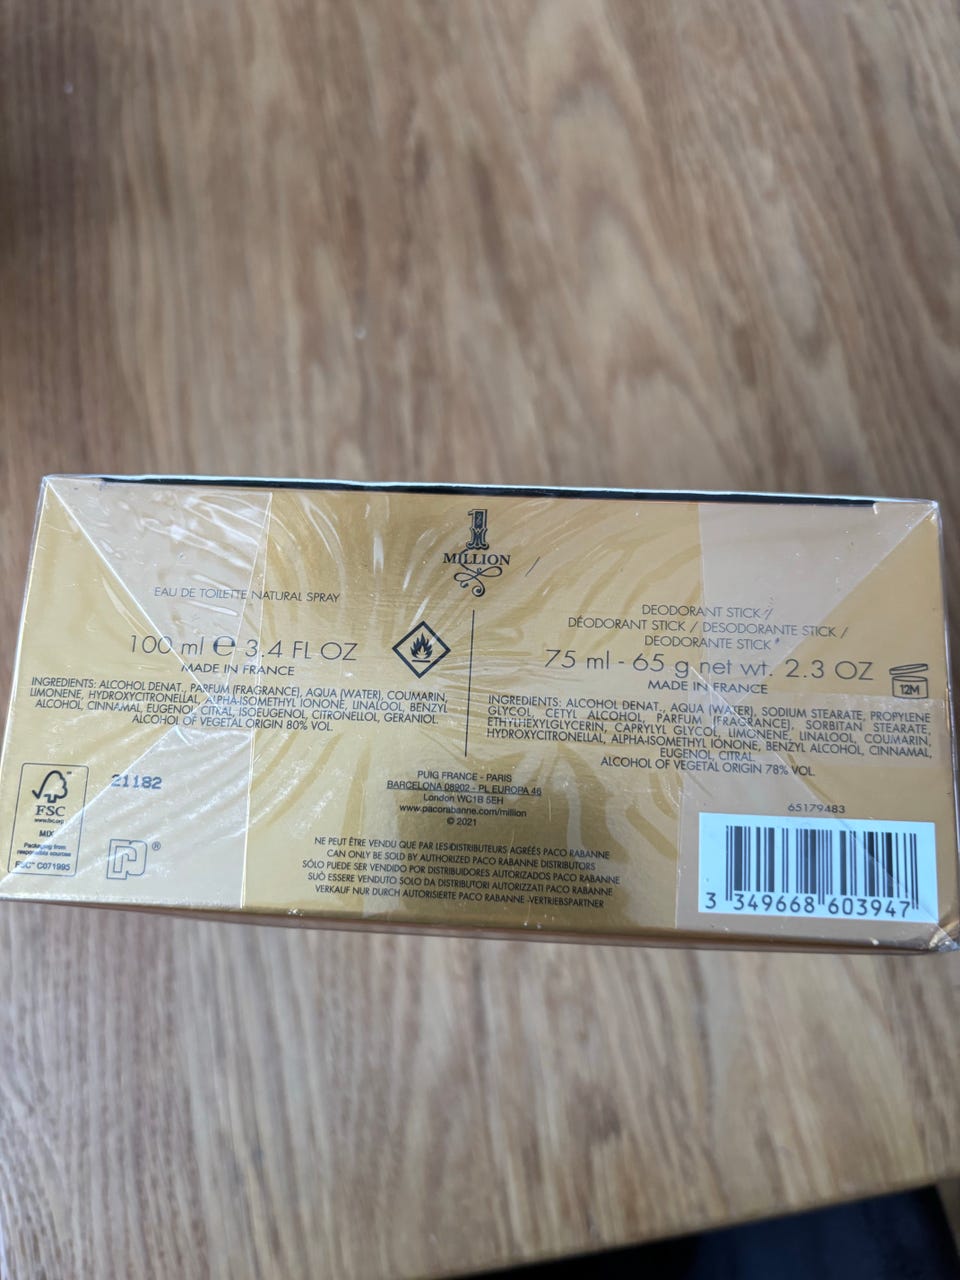 1
MILLION
EAU DE TOILETTE NATURAL SPRAY
100 ml ℮ 3.4 FL OZ
MADE IN FRANCE
INGREDIENTS: ALCOHOL DENAT., PARFUM (FRAGRANCE), AQUA (WATER), COUMARIN,
LIMONENE, HYDROXYCITRONELLAL, ALPHA-ISOMETHYL IONONE, LINALOOL, BENZYL
ALCOHOL, CINNAMAL, EUGENOL, CITRAL, ISOEUGENOL, CITRONELLOL, GERANIOL.
ALCOHOL OF VEGETAL ORIGIN 80% VOL.
DEODORANT STICK /
DÉODORANT STICK / DESODORANTE STICK /
DEODORANTE STICK
75 ml - 65 g net wt. 2.3 OZ
MADE IN FRANCE
12M
INGREDIENTS: ALCOHOL DENAT., AQUA (WATER), SODIUM STEARATE, PROPYLENE
GLYCOL, CETYL ALCOHOL, PARFUM (FRAGRANCE), SORBITAN STEARATE,
ETHYLHEXYLGLYCERIN, CAPRYLYL GLYCOL, LIMONENE, LINALOOL, COUMARIN,
HYDROXYCITRONELLAL, ALPHA-ISOMETHYL IONONE, BENZYL ALCOHOL, CINNAMAL,
EUGENOL, CITRAL.
ALCOHOL OF VEGETAL ORIGIN 78% VOL.
FSC
www.fsc.org
MIX
Packaging from
responsible sources
FSC™ C071995
21182
®
PUIG FRANCE - PARIS
BARCELONA 08902 - PL EUROPA 46
London WC1B 5EH
www.pacorabanne.com/million
© 2021
NE PEUT ÊTRE VENDU QUE PAR LES DISTRIBUTEURS AGRÉÉS PACO RABANNE
CAN ONLY BE SOLD BY AUTHORIZED PACO RABANNE DISTRIBUTORS
SÓLO PUEDE SER VENDIDO POR DISTRIBUIDORES AUTORIZADOS PACO RABANNE
SUÒ ESSERE VENDUTO SOLO DA DISTRIBUTORI AUTORIZZATI PACO RABANNE
VERKAUF NUR DURCH AUTORISIERTE PACO RABANNE -VERTRIEBSPARTNER
65179483
3 349668 603947